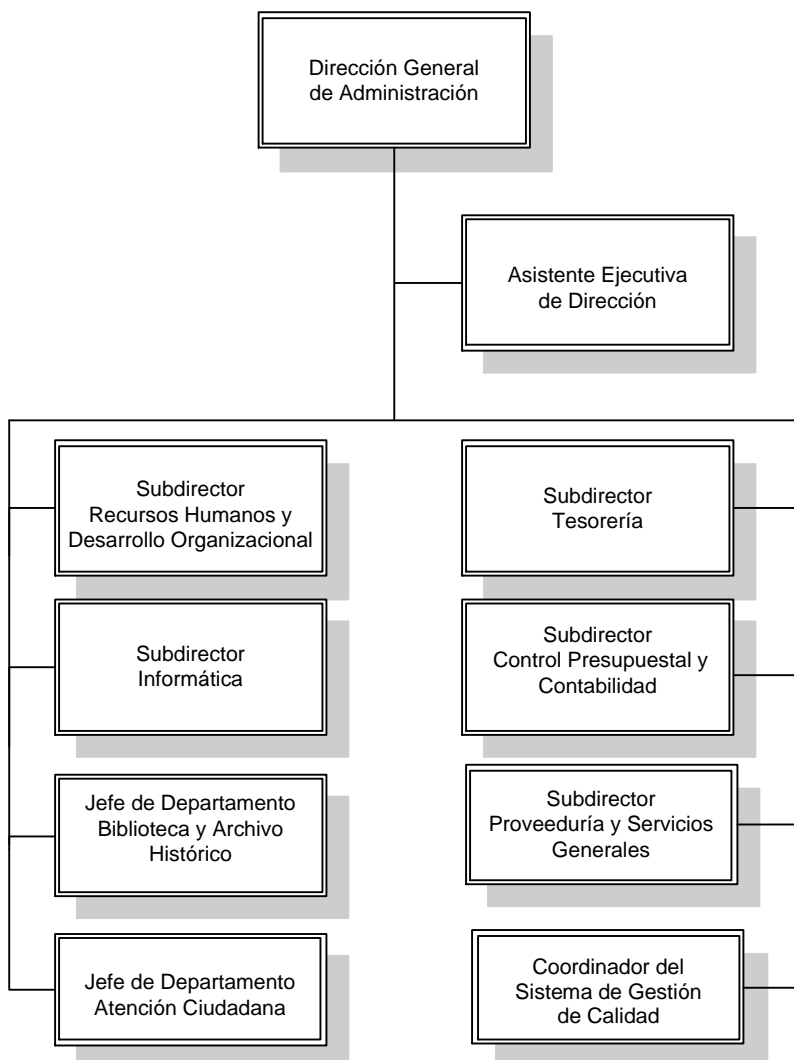 Dirección General
de Administración
Asistente Ejecutiva
de Dirección
Subdirector
Recursos Humanos y
Desarrollo Organizacional
Subdirector
Tesorería
Subdirector
Informática
Subdirector
Control Presupuestal y
Contabilidad
Jefe de Departamento
Biblioteca y Archivo
Histórico
Subdirector
Proveeduría y Servicios
Generales
Jefe de Departamento
Atención Ciudadana
Coordinador del
Sistema de Gestión
de Calidad